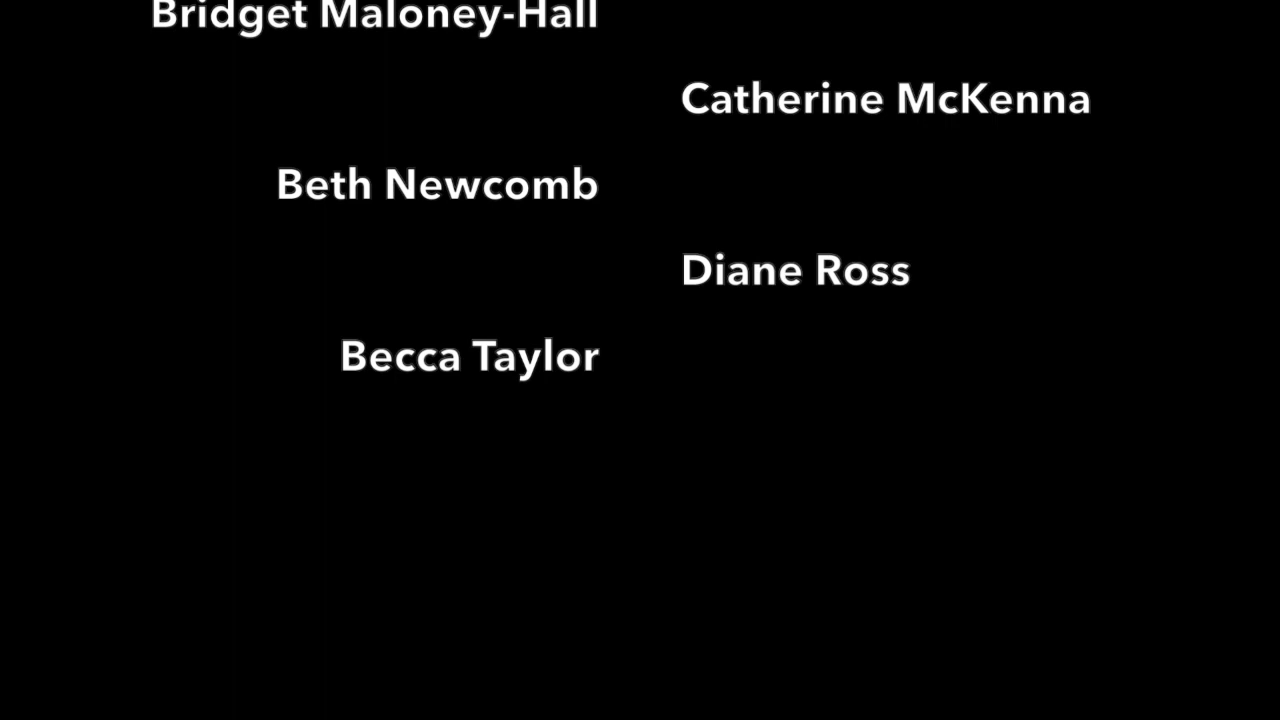 Bridget Maloney-Hall
Catherine McKenna
Beth Newcomb
Diane Ross
Becca Taylor